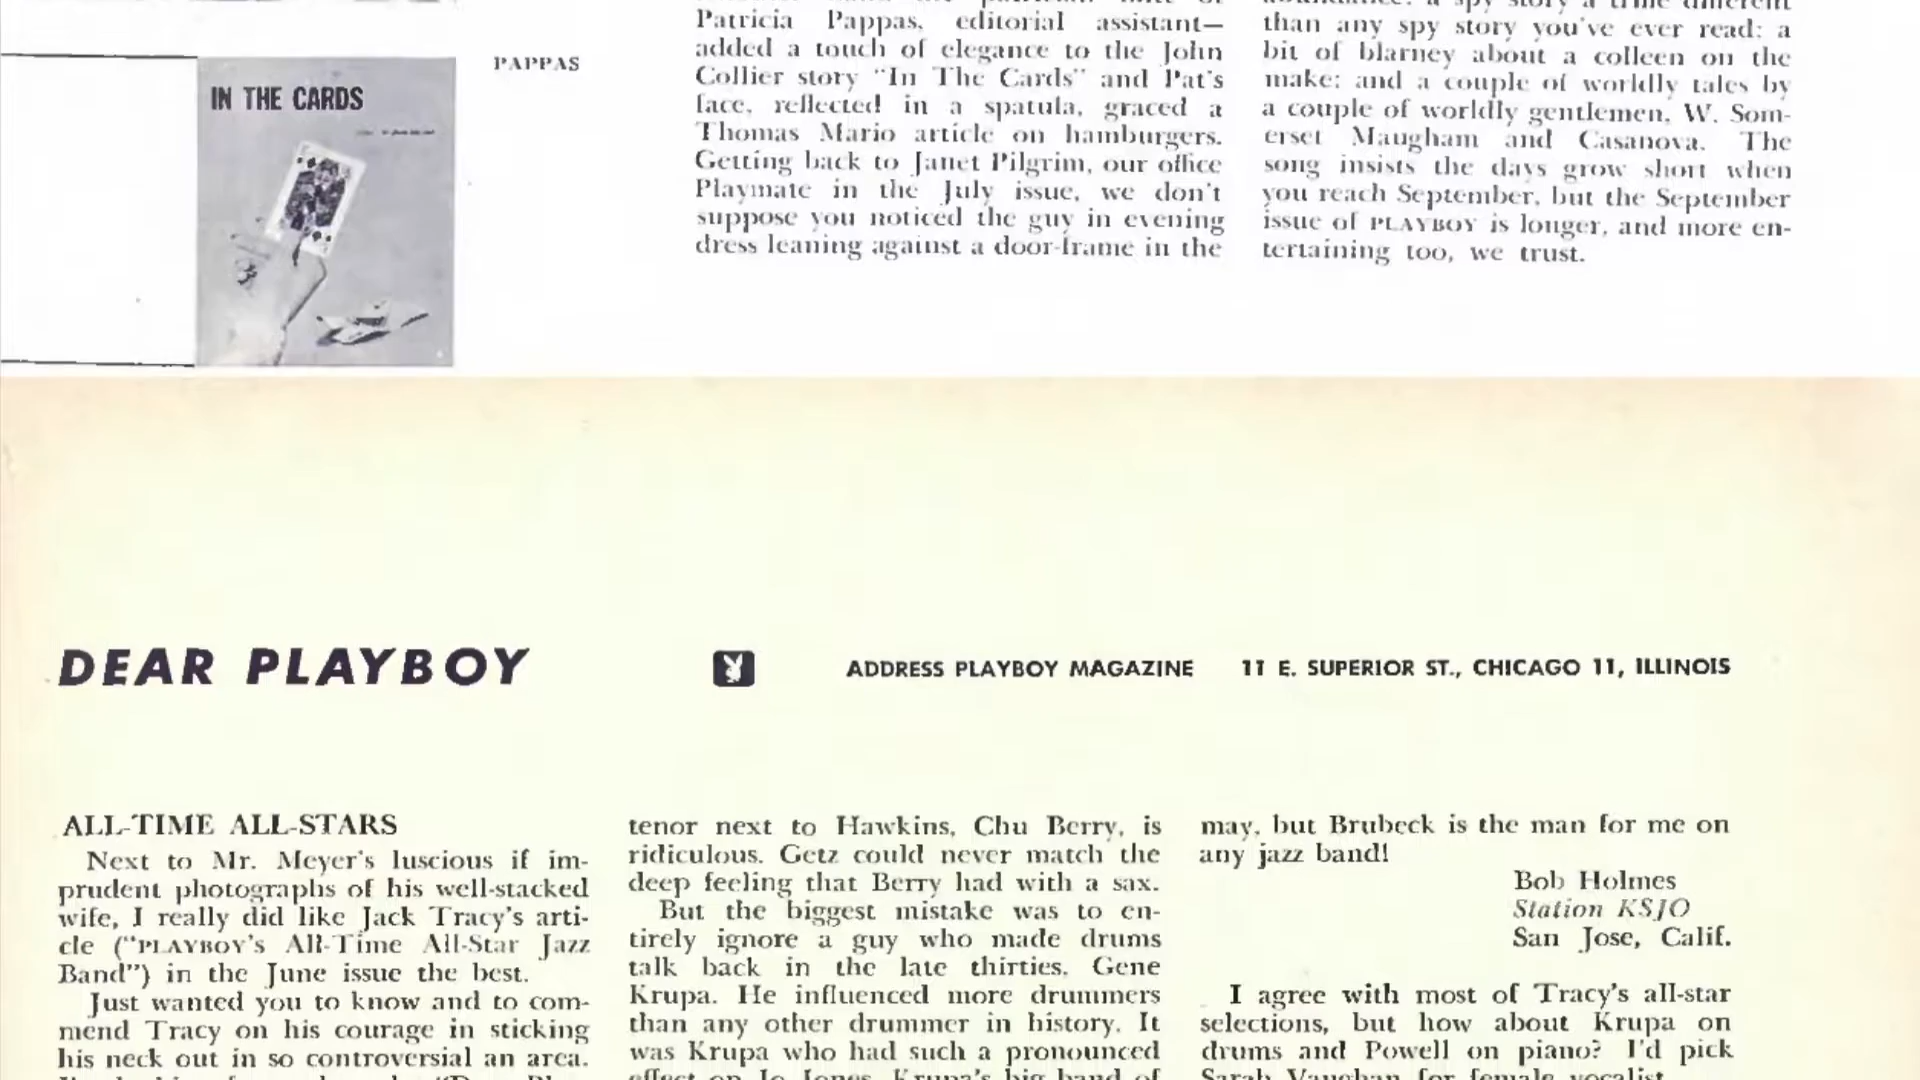 PAPPAS
IN THE CARDS
Patricia Pappas, editorial assistant—
added a touch of elegance to the John
Collier story "In The Cards" and Pat's
face, reflected in a spatula, graced a
Thomas Mario article on hamburgers.
Getting back to Janet Pilgrim, our office
Playmate in the July issue, we don't
suppose you noticed the guy in evening
dress leaning against a door-frame in the
than any spy story you've ever read; a
bit of blarney about a colleen on the
make; and a couple of worldly tales by
a couple of worldly gentlemen, W. Som-
erset Maugham and Casanova. The
song insists the days grow short when
you reach September, but the September
issue of PLAYBOY is longer, and more en-
tertaining too, we trust.
DEAR PLAYBOY
ADDRESS PLAYBOY MAGAZINE 11 E. SUPERIOR ST., CHICAGO 11, ILLINOIS
ALL-TIME ALL-STARS
Next to Mr. Meyer's luscious if im-
prudent photographs of his well-stacked
wife, I really did like Jack Tracy's arti-
cle ("PLAYBOY'S All-Time All-Star Jazz
Band") in the June issue the best.
Just wanted you to know and to com-
mend Tracy on his courage in sticking
his neck out in so controversial an area.
tenor next to Hawkins, Chu Berry, is
ridiculous. Getz could never match the
deep feeling that Berry had with a sax.
But the biggest mistake was to en-
tirely ignore a guy who made drums
talk back in the late thirties, Gene
Krupa. He influenced more drummers
than any other drummer in history. It
was Krupa who had such a pronounced
effect on Jo Jones. Krupa's big band of
may, but Brubeck is the man for me on
any jazz band!
Bob Holmes
Station KSJO
San Jose, Calif.
I agree with most of Tracy's all-star
selections, but how about Krupa on
drums and Powell on piano? I'd pick
Sarah Vaughan for female vocalist